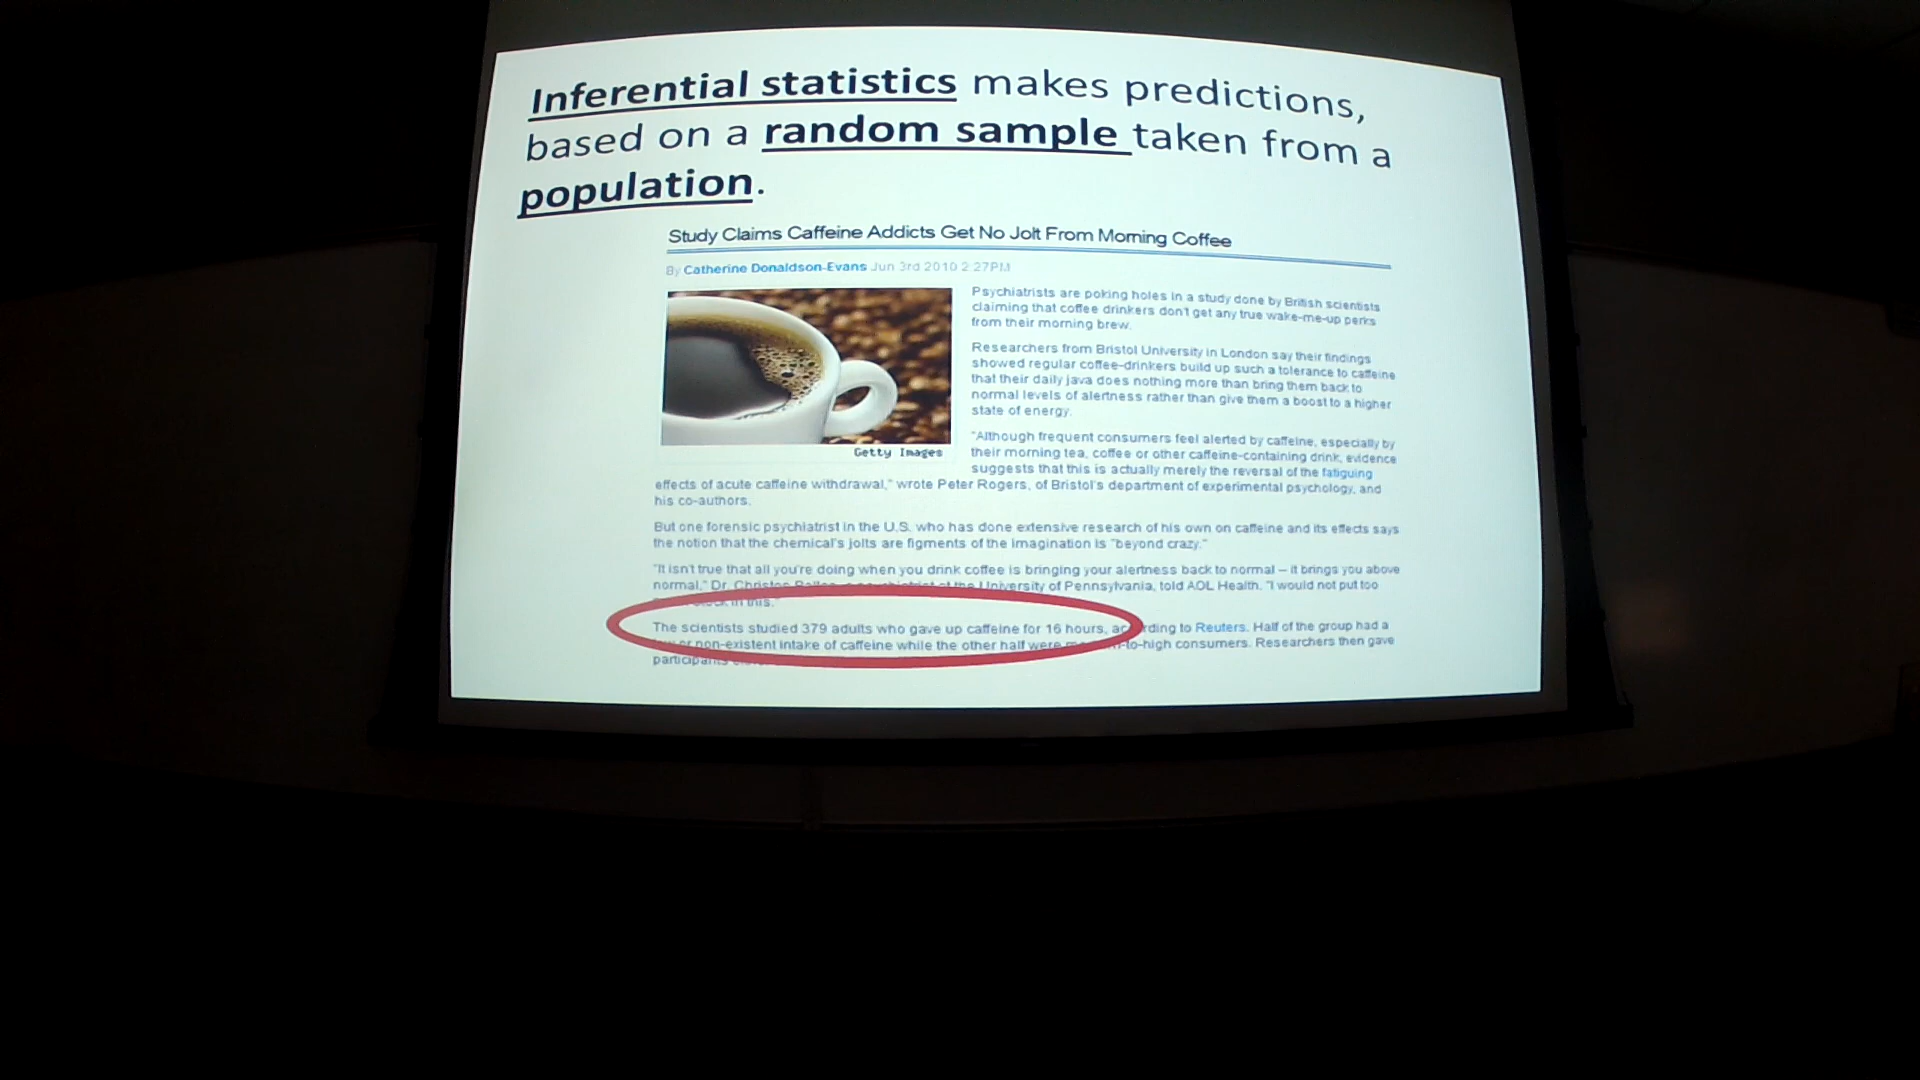 Inferential statistics makes predictions,
based on a random sample taken from a
population.
Study Claims Caffeine Addicts Get No Jolt From Morning Coffee
By Catherine Donaldson-Evans Jun 3rd 2010 2:27PM
Psychiatrists are poking holes in a study done by British scientists
claiming that coffee drinkers don't get any true wake-me-up perks
from their morning brew.
Researchers from Bristol University in London say their findings
showed regular coffee-drinkers build up such a tolerance to caffeine
that their daily java does nothing more than bring them back to
normal levels of alertness rather than give them a boost to a higher
state of energy.
Getty Images
"Although frequent consumers feel alerted by caffeine, especially by
their morning tea, coffee or other caffeine-containing drink, evidence
suggests that this is actually merely the reversal of the fatiguing
effects of acute caffeine withdrawal," wrote Peter Rogers, of Bristol's department of experimental psychology, and
his co-authors.
But one forensic psychiatrist in the U.S. who has done extensive research of his own on caffeine and its effects says
the notion that the chemical's jolts are figments of the imagination is "beyond crazy."
"It isn't true that all you're doing when you drink coffee is bringing your alertness back to normal – it brings you above
normal," Dr. at the University of Pennsylvania, told AOL Health. "I would not put too
in this."
The scientists studied 379 adults who gave up caffeine for 16 hours, according to Reuters. Half of the group had a
or non-existent intake of caffeine while the other half were to-high consumers. Researchers then gave
participants